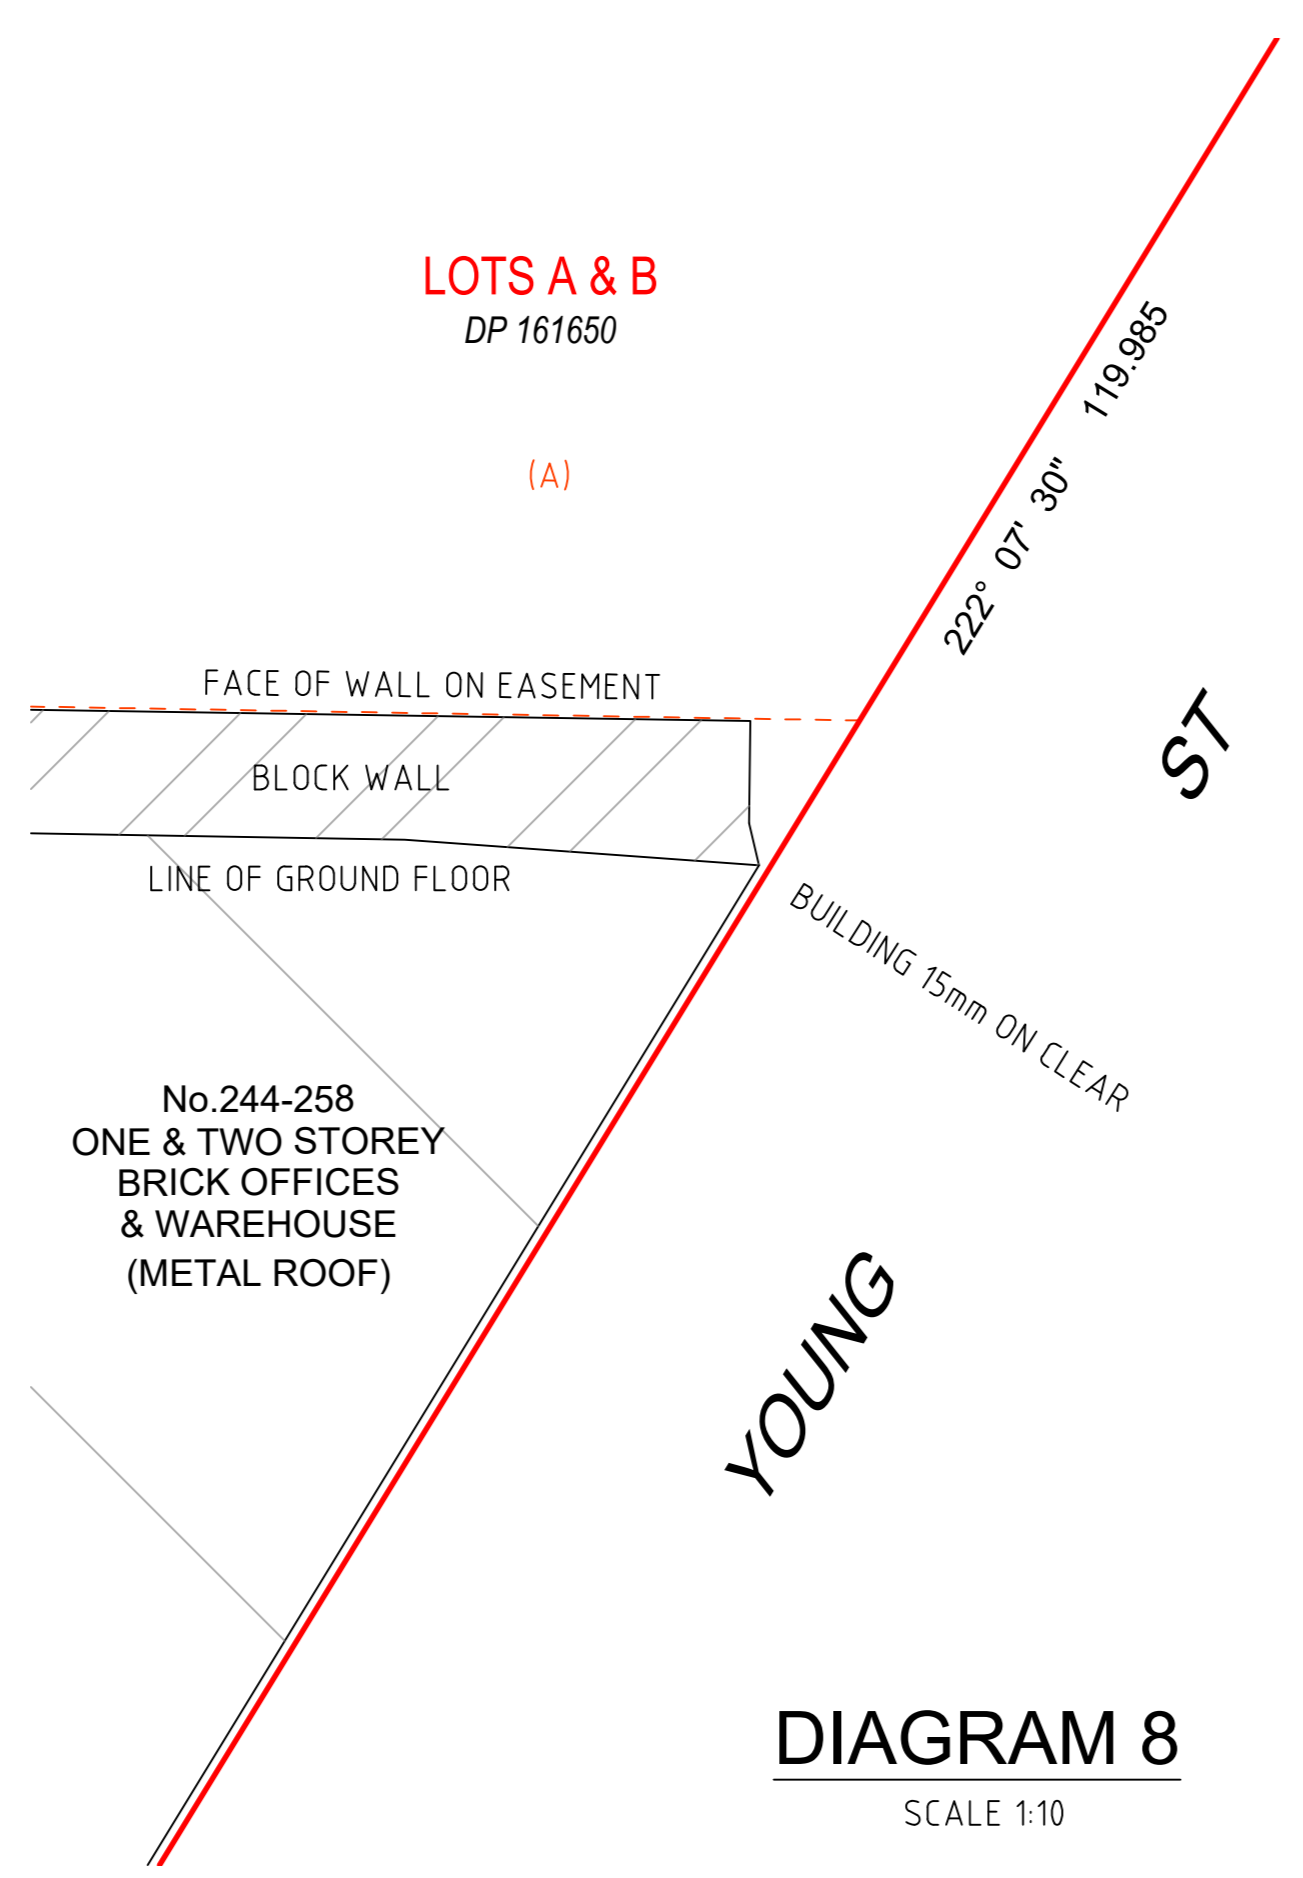 LOTS A & B
DP 161650
119.985
(A)
222° 07' 30"
FACE OF WALL ON EASEMENT
ST
BLOCK WALL
LINE OF GROUND FLOOR
BUILDING 15mm ON CLEAR
No.244-258
ONE & TWO STOREY
BRICK OFFICES
& WAREHOUSE
(METAL ROOF)
YOUNG
DIAGRAM 8
SCALE 1:10